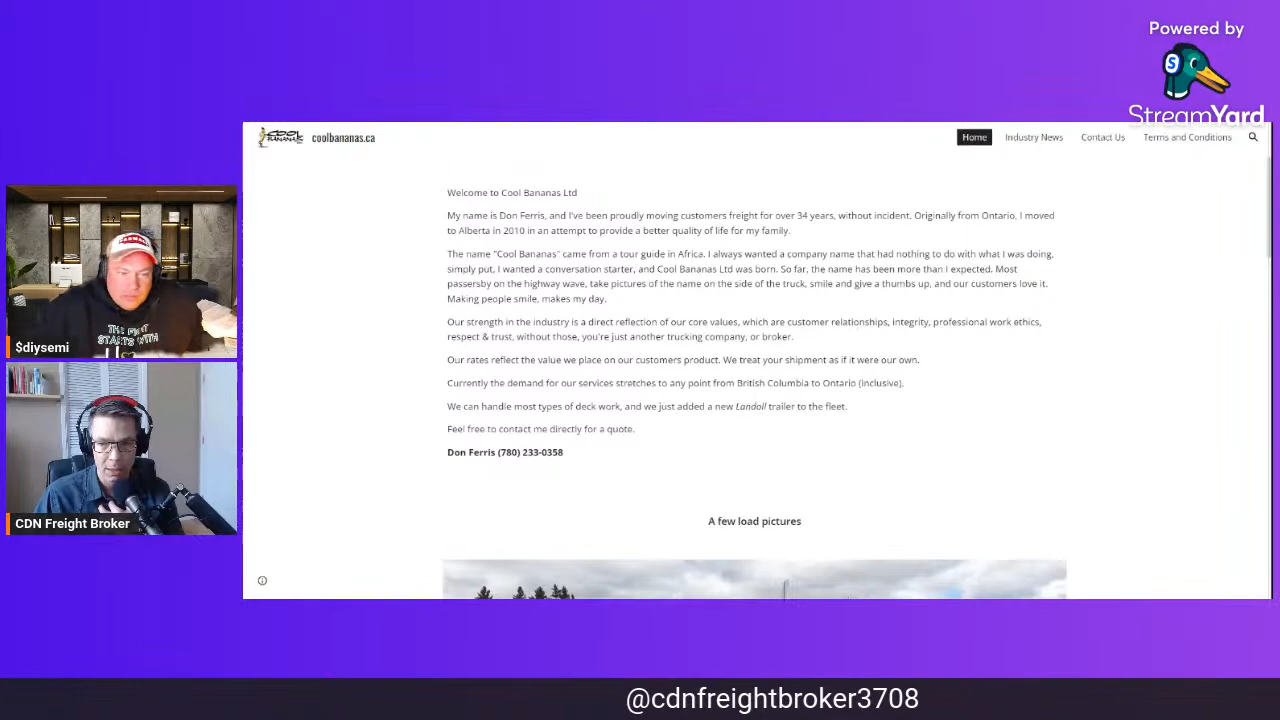 Powered by
StreamYard
COOL BANANAS
coolbananas.ca
Home
Industry News
Contact Us
Terms and Conditions
Welcome to Cool Bananas Ltd
My name is Don Ferris, and I've been proudly moving customers freight for over 34 years, without incident. Originally from Ontario, I moved
to Alberta in 2010 in an attempt to provide a better quality of life for my family.
The name "Cool Bananas" came from a tour guide in Africa. I always wanted a company name that had nothing to do with what I was doing,
simply put, I wanted a conversation starter, and Cool Bananas Ltd was born. So far, the name has been more than I expected. Most
passersby on the highway wave, take pictures of the name on the side of the truck, smile and give a thumbs up, and our customers love it.
Making people smile, makes my day.
Our strength in the industry is a direct reflection of our core values, which are customer relationships, integrity, professional work ethics,
respect & trust, without those, you're just another trucking company, or broker.
Our rates reflect the value we place on our customers product. We treat your shipment as if it were our own.
Currently the demand for our services stretches to any point from British Columbia to Ontario (inclusive).
We can handle most types of deck work, and we just added a new Landoll trailer to the fleet.
Feel free to contact me directly for a quote.
Don Ferris (780) 233-0358
A few load pictures
THE FIGHT
STARTS WITH
$diysemi
CDN Freight Broker
@cdnfreightbroker3708